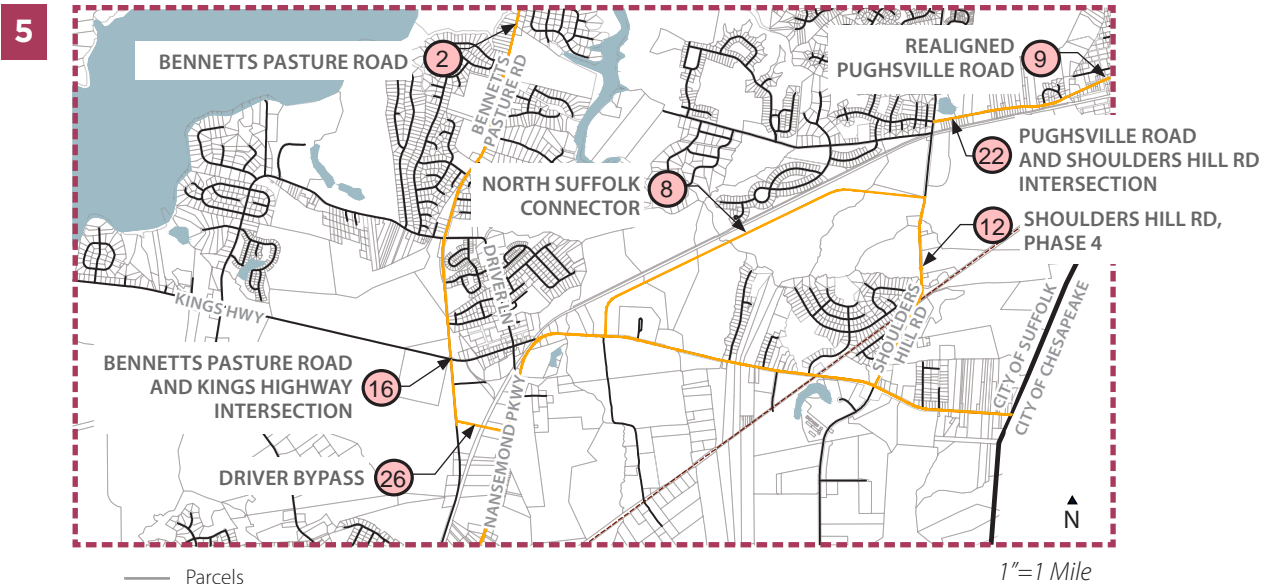 5
BENNETTS PASTURE ROAD
2
BENNETTS
PASTURE RD
REALIGNED
PUGHSVILLE ROAD
9
22
PUGHSVILLE ROAD
AND SHOULDERS HILL RD
INTERSECTION
NORTH SUFFOLK
CONNECTOR
8
12
SHOULDERS HILL RD,
PHASE 4
DRIVER LN
KINGS HWY
SHOULDERS
HILL RD
CITY OF SUFFOLK
CITY OF CHESAPEAKE
BENNETTS PASTURE ROAD
AND KINGS HIGHWAY
INTERSECTION
16
NANSEMOND PKWY
DRIVER BYPASS
26
N
Parcels
1”=1 Mile